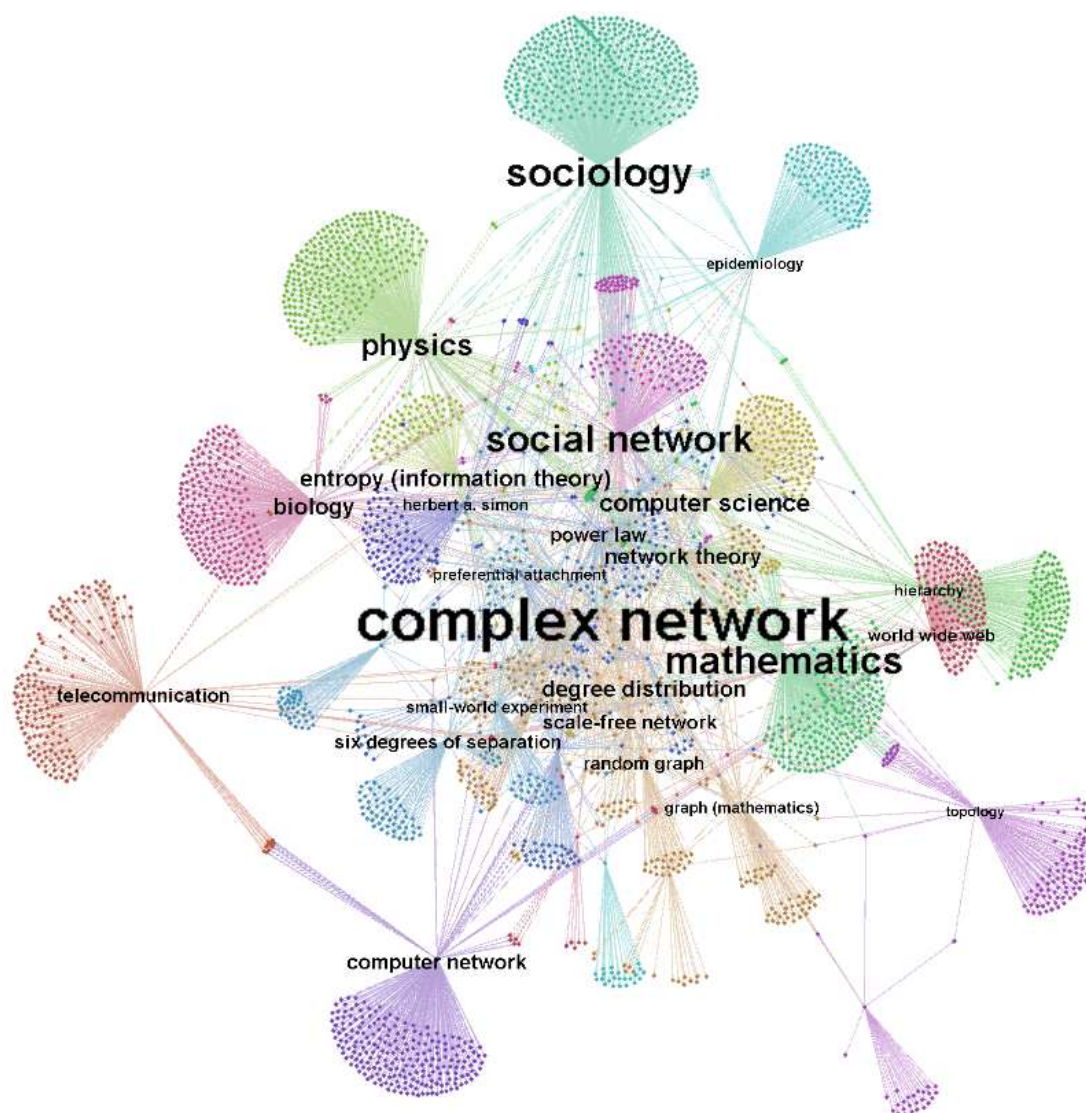 sociology
epidemiology
physics
social network
entropy (information theory)
biology
herbert a. simon
computer science
power law
network theory
preferential attachment
hierarchy
complex network
world wide web
mathematics
telecommunication
degree distribution
small-world experiment
scale-free network
six degrees of separation
random graph
graph (mathematics)
topology
computer network